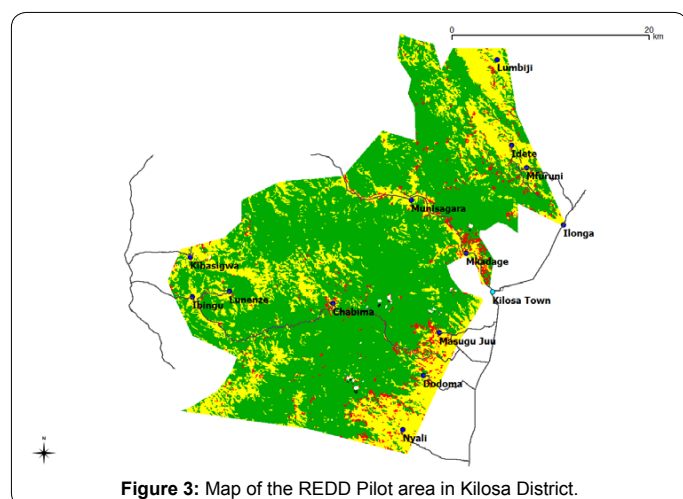 0 20
km
Lumbiji
Idete
Mfuruni
Munisagara
Ilonga
Mkadage
Kibasigwa
Kilosa Town
Ibingu Lunenze
Chabima
Masugu Juu
Dodoma
Nyali
N
Figure 3: Map of the REDD Pilot area in Kilosa District.